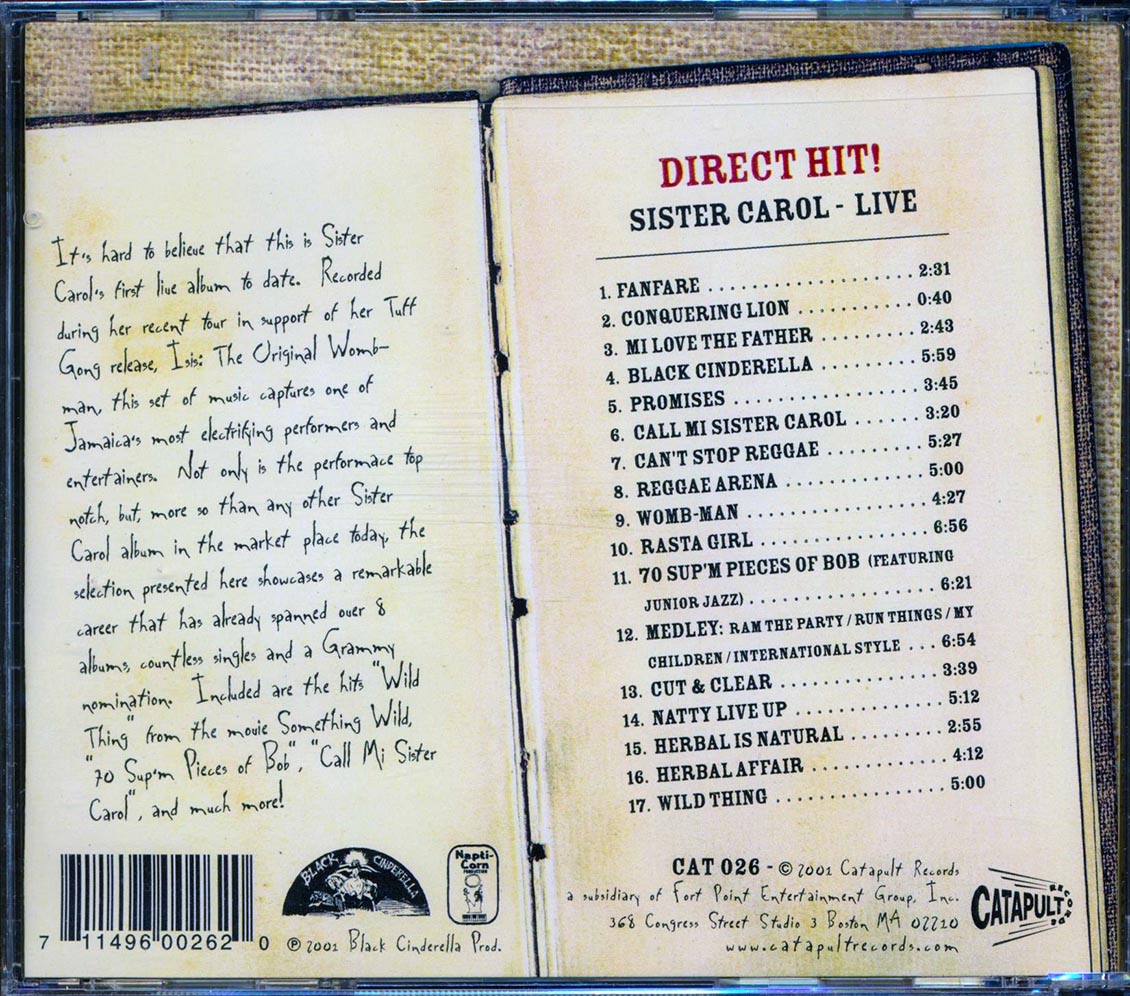 It's hard to believe that this is Sister
Carol's first live album to date. Recorded
during her recent tour in support of her Tuff
Gong release, Isis: The Original Womb-
man, this set of music captures one of
Jamaica's most electrifying performers and
entertainers. Not only is the performace top
notch, but, more so than any other Sister
Carol album in the market place today, the
selection presented here showcases a remarkable
career that has already spanned over 8
albums, countless singles and a Grammy
nomination. Included are the hits "Wild
Thing" from the movie Something Wild,
"70 Sup'm Pieces of Bob", "Call Mi Sister
Carol", and much more!
7 11496 00262 0
BLACK CINDERELLA
Napti-
Corn
PRODUCTION
℗ 2001 Black Cinderella Prod.
DIRECT HIT!
SISTER CAROL - LIVE
1. FANFARE . . . . . . . . . . . . . . . . . 2:31
2. CONQUERING LION . . . . . . . . . . 0:40
3. MI LOVE THE FATHER . . . . . . . . 2:43
4. BLACK CINDERELLA . . . . . . . . . 5:59
5. PROMISES . . . . . . . . . . . . . . . . 3:45
6. CALL MI SISTER CAROL . . . . . . 3:20
7. CAN'T STOP REGGAE . . . . . . . . 5:27
8. REGGAE ARENA . . . . . . . . . . . . 5:00
9. WOMB-MAN . . . . . . . . . . . . . . . 4:27
10. RASTA GIRL . . . . . . . . . . . . . . 6:56
11. 70 SUP'M PIECES OF BOB (FEATURING
JUNIOR JAZZ) . . . . . . . . . . . . . . . 6:21
12. MEDLEY: RAM THE PARTY / RUN THINGS / MY
CHILDREN / INTERNATIONAL STYLE . . . 6:54
13. CUT & CLEAR . . . . . . . . . . . . . 3:39
14. NATTY LIVE UP . . . . . . . . . . . . 5:12
15. HERBAL IS NATURAL . . . . . . . . 2:55
16. HERBAL AFFAIR . . . . . . . . . . . 4:12
17. WILD THING . . . . . . . . . . . . . . 5:00
CAT 026 - © 2001 Catapult Records
a subsidiary of Fort Point Entertainment Group, Inc.
368 Congress Street Studio 3 Boston MA 02210
www.catapultrecords.com
CATAPULT
RECORDS